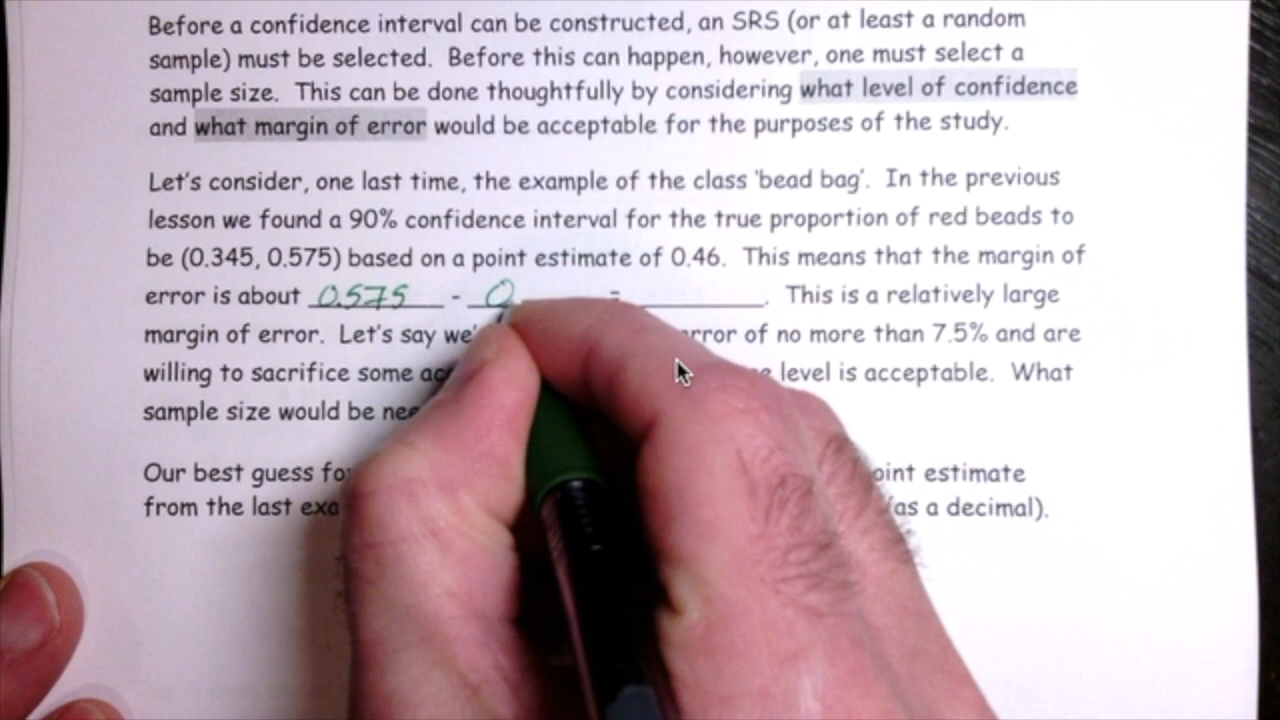 Before a confidence interval can be constructed, an SRS (or at least a random
sample) must be selected. Before this can happen, however, one must select a
sample size. This can be done thoughtfully by considering what level of confidence
and what margin of error would be acceptable for the purposes of the study.
Let's consider, one last time, the example of the class 'bead bag'. In the previous
lesson we found a 90% confidence interval for the true proportion of red beads to
be (0.345, 0.575) based on a point estimate of 0.46. This means that the margin of
error is about 0.575 - 0 = ______. This is a relatively large
margin of error. Let's say of no more than 7.5% and are
willing to sacrifice some level is acceptable. What
sample size would be
Our best guess estimate
from the last (as a decimal).